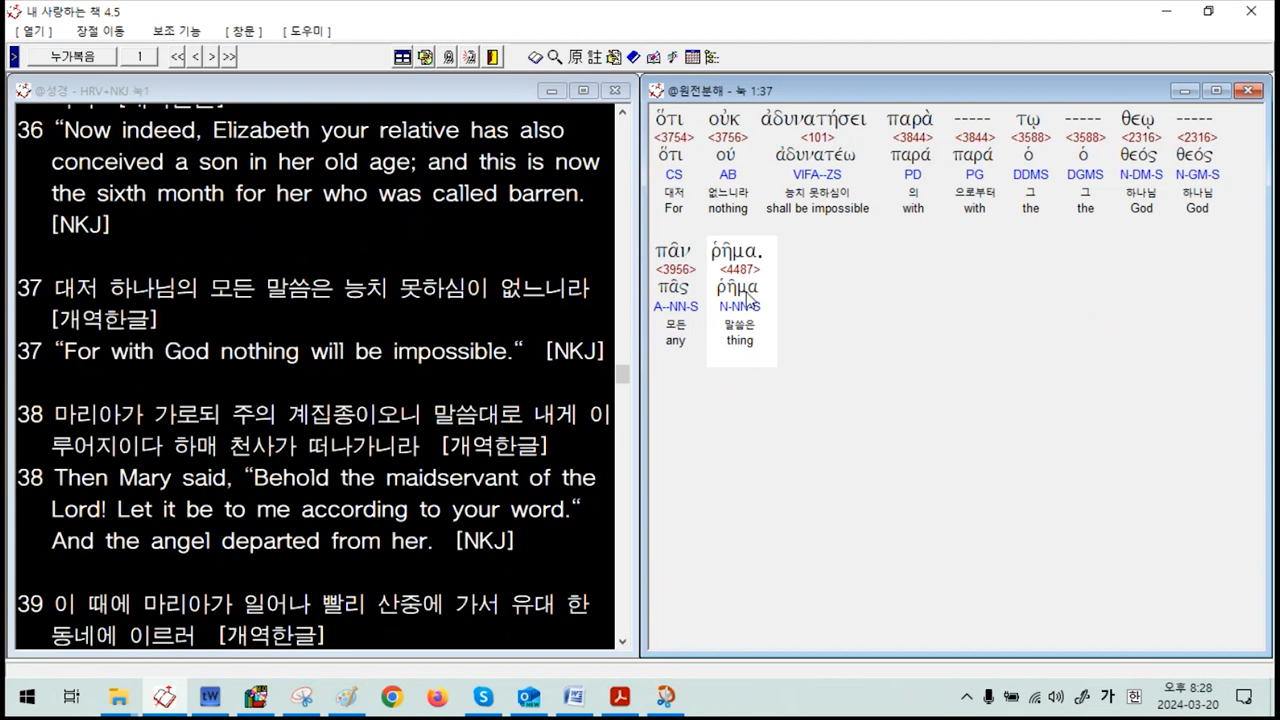 내 사랑하는 책 4.5
[ 열기 ] 장절 이동 보조 기능 [ 창문 ] [ 도우미 ]
누가복음 1 << < > >> 原 註
@성경 - HRV+NKJ 눅1
36 “Now indeed, Elizabeth your relative has also
conceived a son in her old age; and this is now
the sixth month for her who was called barren.
[NKJ]
37 대저 하나님의 모든 말씀은 능치 못하심이 없느니라
[개역한글]
37 “For with God nothing will be impossible.“ [NKJ]
38 마리아가 가로되 주의 계집종이오니 말씀대로 내게 이
루어지이다 하매 천사가 떠나가니라 [개역한글]
38 Then Mary said, “Behold the maidservant of the
Lord! Let it be to me according to your word.“
And the angel departed from her. [NKJ]
39 이 때에 마리아가 일어나 빨리 산중에 가서 유대 한
동네에 이르러 [개역한글]
@원전분해 - 눅 1:37
ὅτι οὐκ ἀδυνατήσει παρὰ ----- τῳ ----- θεῳ -----
<3754> <3756> <101> <3844> <3844> <3588> <3588> <2316> <2316>
ὅτι οὐ ἀδυνατέω παρά παρά ὁ ὁ θεός θεός
CS AB VIFA--ZS PD PG DDMS DGMS N-DM-S N-GM-S
대저 없느니라 능치 못하심이 의 으로부터 그 그 하나님 하나님
For nothing shall be impossible with with the the God God
πᾶν ῥῆμα.
<3956> <4487>
πᾶς ῥῆμα
A--NN-S N-NN-S
모든 말씀은
any thing
가 한 오후 8:28
2024-03-20